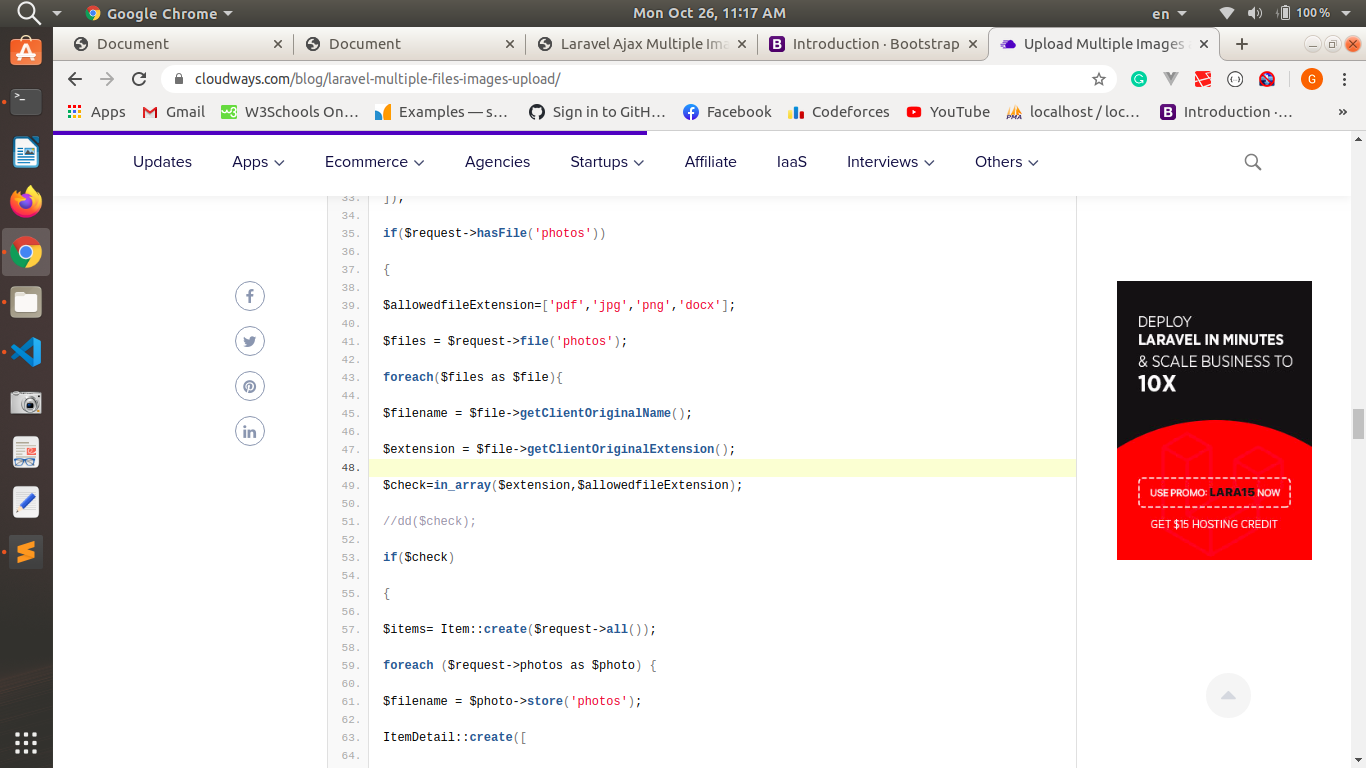 Google Chrome
Mon Oct 26, 11:17 AM
en
100 %
Document
Document
Laravel Ajax Multiple Ima
Introduction · Bootstrap
Upload Multiple Images
cloudways.com/blog/laravel-multiple-files-images-upload/
G
Apps
Gmail
W3Schools On...
Examples — s...
Sign in to GitH...
Facebook
Codeforces
YouTube
localhost / loc...
Introduction ·...
»
Updates
Apps
Ecommerce
Agencies
Startups
Affiliate
IaaS
Interviews
Others
33. ]);
34.
35. if($request->hasFile('photos'))
36.
37. {
38.
39. $allowedfileExtension=['pdf','jpg','png','docx'];
40.
41. $files = $request->file('photos');
42.
43. foreach($files as $file){
44.
45. $filename = $file->getClientOriginalName();
46.
47. $extension = $file->getClientOriginalExtension();
48.
49. $check=in_array($extension,$allowedfileExtension);
50.
51. //dd($check);
52.
53. if($check)
54.
55. {
56.
57. $items= Item::create($request->all());
58.
59. foreach ($request->photos as $photo) {
60.
61. $filename = $photo->store('photos');
62.
63. ItemDetail::create([
64.
DEPLOY
LARAVEL IN MINUTES
& SCALE BUSINESS TO
10X
USE PROMO: LARA15 NOW
GET $15 HOSTING CREDIT